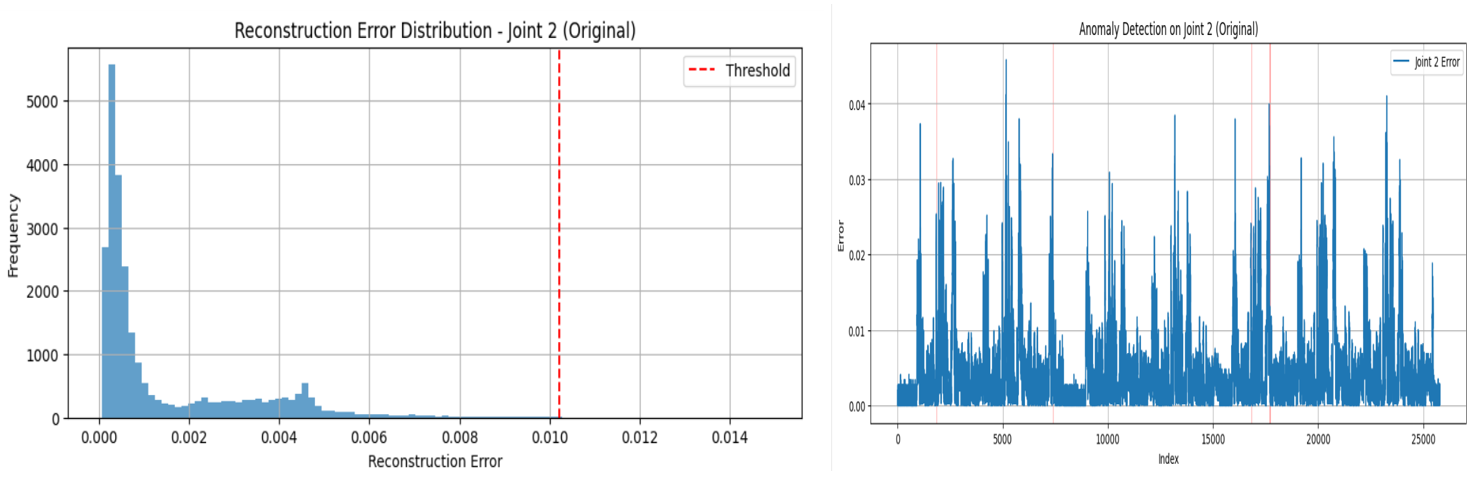 Reconstruction Error Distribution - Joint 2 (Original)
Threshold
5000
4000
3000
2000
1000
0
Frequency
0.000 0.002 0.004 0.006 0.008 0.010 0.012 0.014
Reconstruction Error
Anomaly Detection on Joint 2 (Original)
Joint 2 Error
0.04
0.03
0.02
0.01
0.00
Error
0 5000 10000 15000 20000 25000
Index